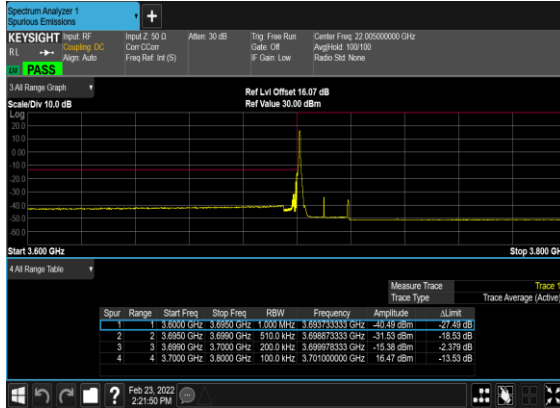 Spectrum Analyzer 1
Spurious Emissions
KEYSIGHT Input: RF Input Z: 50 Ω Atten: 30 dB Trig: Free Run Center Freq: 22.005000000 GHz
RL Coupling: DC Corr CCorr Gate: Off Avg|Hold: 100/100
Align: Auto Freq Ref: Int (S) IF Gain: Low Radio Std: None
PASS
3 All Range Graph Ref Lvl Offset 16.07 dB
Scale/Div 10.0 dB Ref Value 30.00 dBm
Log
20.0
10.0
0.00
-10.0
-20.0
-30.0
-40.0
-50.0
-60.0
Start 3.600 GHz Stop 3.800 GH
4 All Range Table
Measure Trace Trace 1
Trace Type Trace Average (Active)
Spur Range Start Freq Stop Freq RBW Frequency Amplitude ΔLimit
1 1 3.6000 GHz 3.6950 GHz 1.000 MHz 3.693733333 GHz -40.49 dBm -27.49 dB
2 2 3.6950 GHz 3.6990 GHz 510.0 kHz 3.698873333 GHz -31.53 dBm -18.53 dB
3 3 3.6990 GHz 3.7000 GHz 200.0 kHz 3.699978333 GHz -15.38 dBm -2.379 dB
4 4 3.7000 GHz 3.8000 GHz 100.0 kHz 3.701000000 GHz 16.47 dBm -13.53 dB
Feb 23, 2022
2:21:50 PM